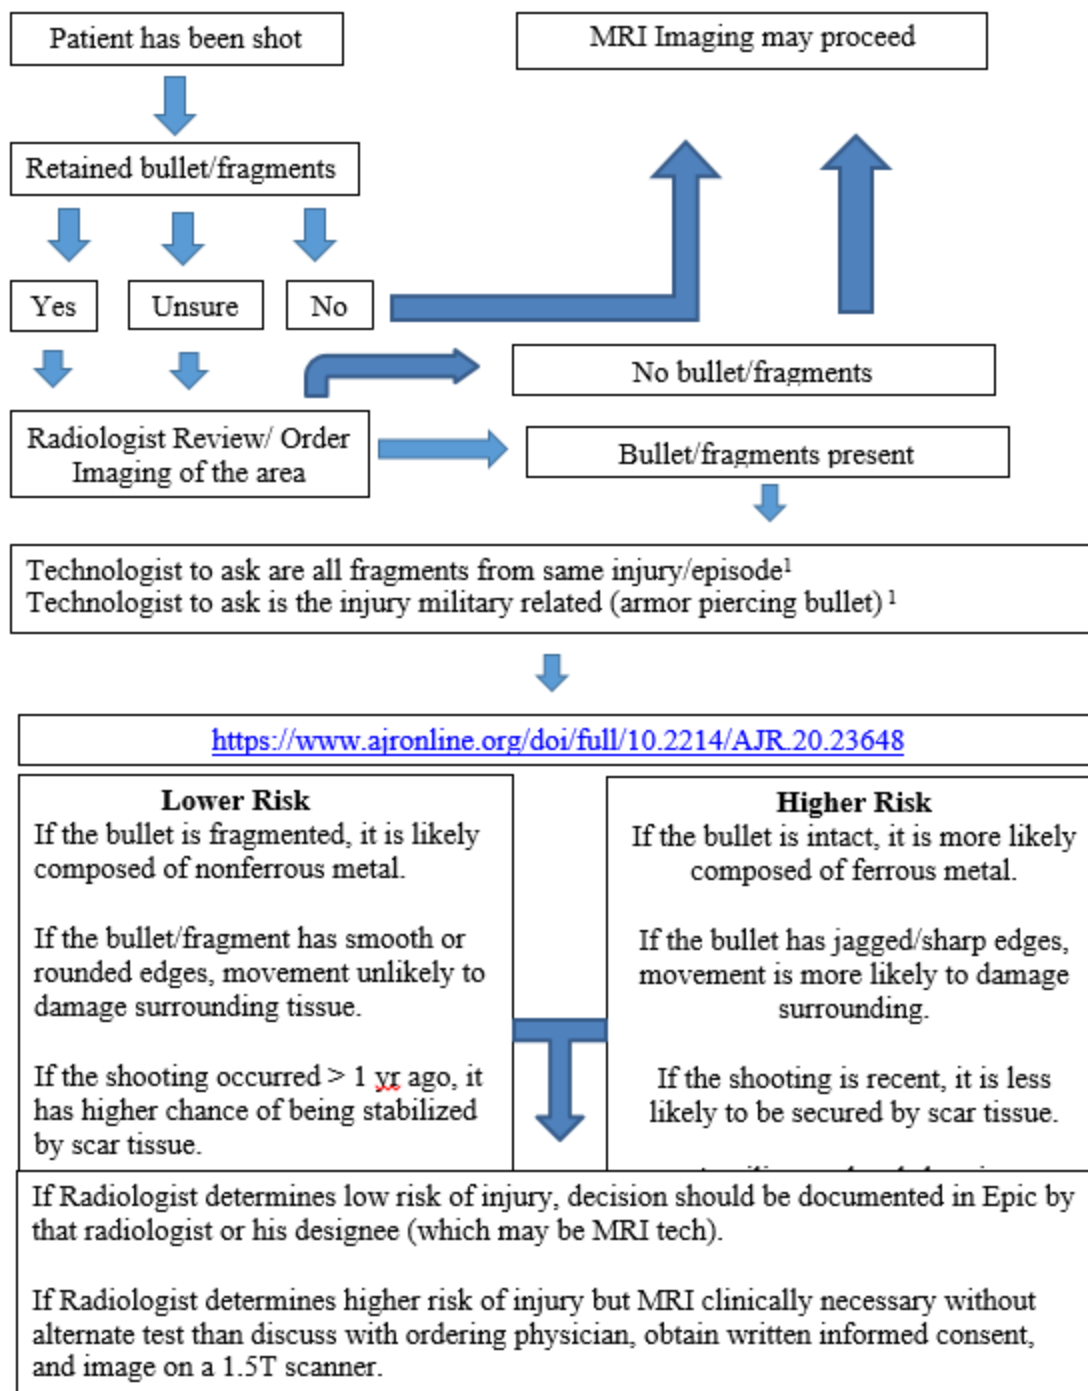 Patient has been shot
MRI Imaging may proceed
Retained bullet/fragments
Yes
Unsure
No
No bullet/fragments
Radiologist Review/ Order
Imaging of the area
Bullet/fragments present
Technologist to ask are all fragments from same injury/episode¹
Technologist to ask is the injury military related (armor piercing bullet) ¹
https://www.ajronline.org/doi/full/10.2214/AJR.20.23648
Lower Risk
If the bullet is fragmented, it is likely
composed of nonferrous metal.
If the bullet/fragment has smooth or
rounded edges, movement unlikely to
damage surrounding tissue.
If the shooting occurred > 1 yr ago, it
has higher chance of being stabilized
by scar tissue.
Higher Risk
If the bullet is intact, it is more likely
composed of ferrous metal.
If the bullet has jagged/sharp edges,
movement is more likely to damage
surrounding.
If the shooting is recent, it is less
likely to be secured by scar tissue.
If Radiologist determines low risk of injury, decision should be documented in Epic by
that radiologist or his designee (which may be MRI tech).
If Radiologist determines higher risk of injury but MRI clinically necessary without
alternate test than discuss with ordering physician, obtain written informed consent,
and image on a 1.5T scanner.